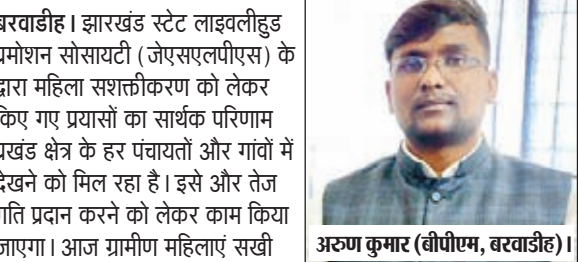 बरवाडीह। झारखंड स्टेट लाइवलीहुड
प्रमोशन सोसायटी (जेएसएलपीएस) के
द्वारा महिला सशक्तीकरण को लेकर
किए गए प्रयासों का सार्थक परिणाम
प्रखंड क्षेत्र के हर पंचायतों और गांवों में
देखने को मिल रहा है। इसे और तेज
गति प्रदान करने को लेकर काम किया
जाएगा। आज ग्रामीण महिलाएं सखी
अरुण कुमार (बीपीएम, बरवाडीह)।